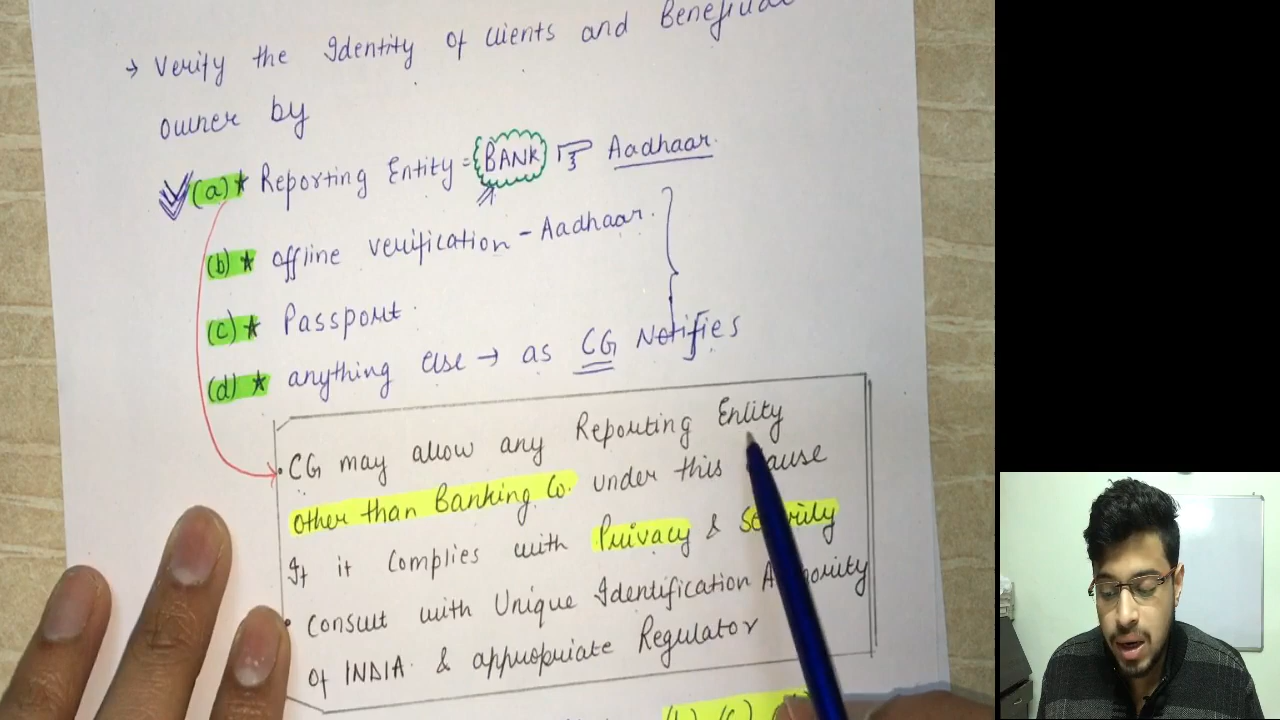 → Verify the Identity of clients and
owner by
(a)★ Reporting Entity = BANK ☞ Aadhaar.
(b)★ offline verification - Aadhaar.
(c)★ Passport.
(d)★ anything else → as CG Notifies
• CG may allow any Reporting Entity
other than Banking Co. under this
If it complies with Privacy &
• Consult with Unique Identification
of INDIA & appropriate Regulator
(b) (c)